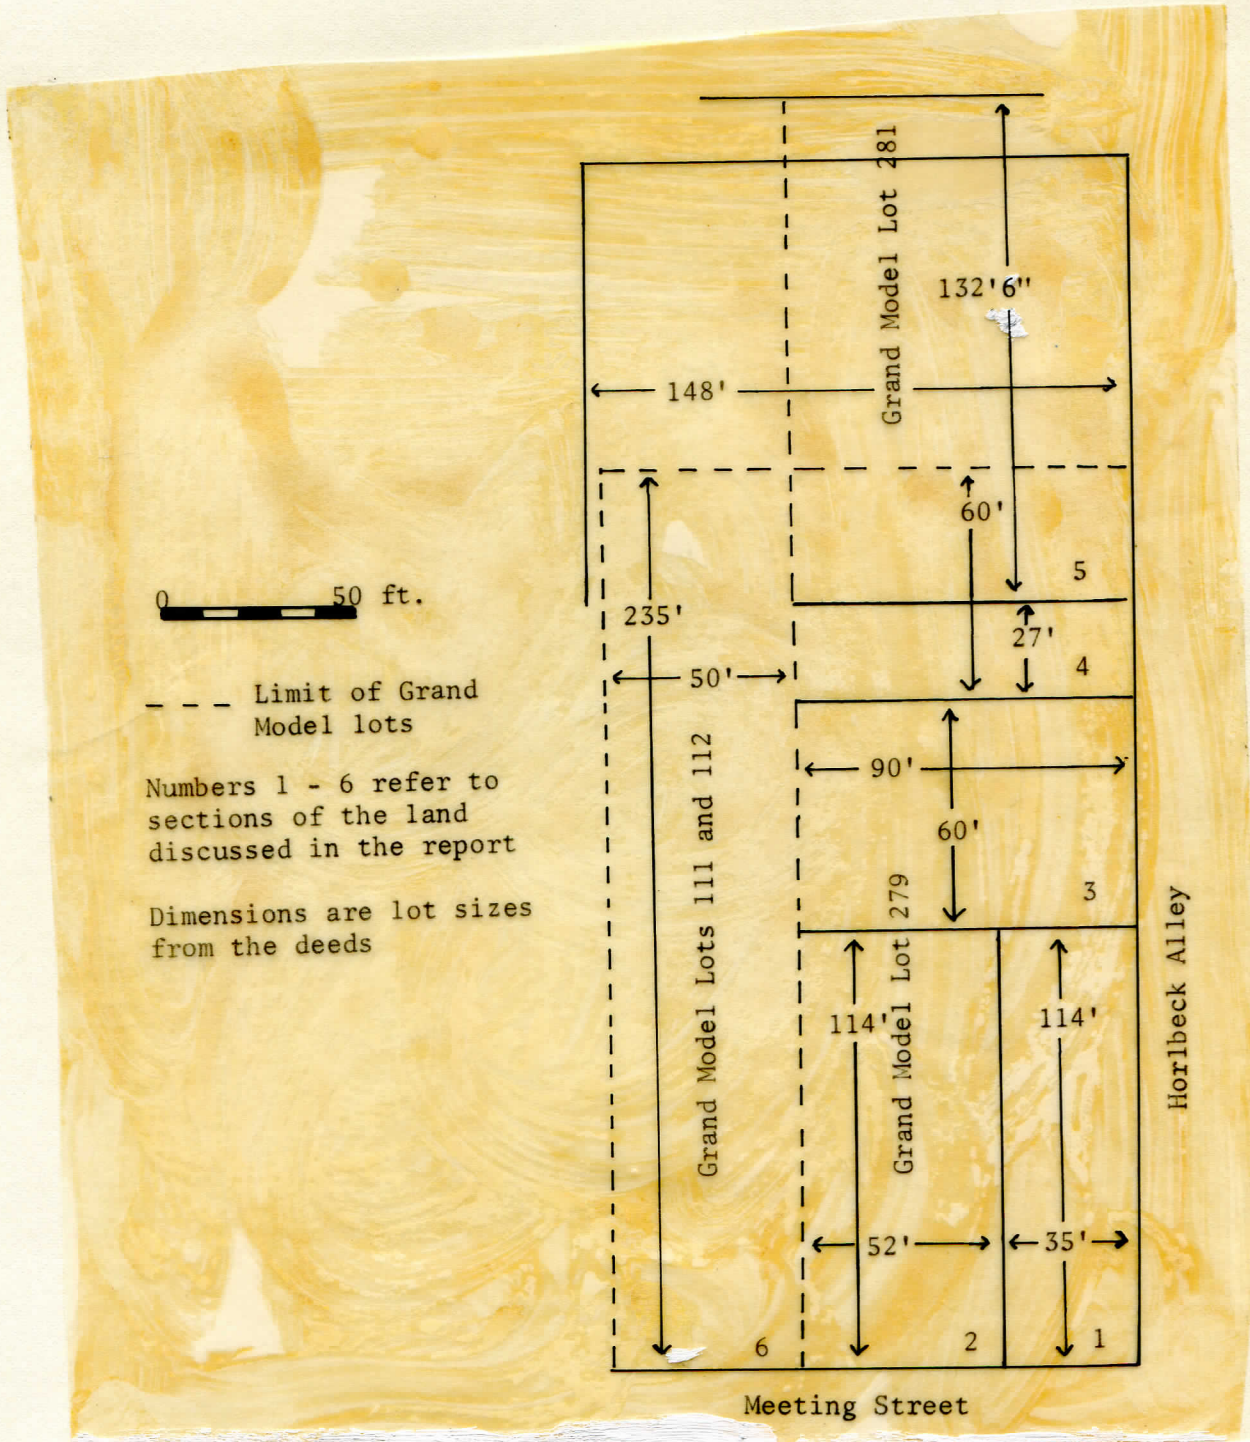 Grand Model Lot 281
132'6"
148'
60'
5
0 50 ft.
235'
27'
50'
4
Limit of Grand
Model lots
90'
Numbers 1 - 6 refer to
sections of the land
discussed in the report
60'
3
Dimensions are lot sizes
from the deeds
Grand Model Lots 111 and 112
Grand Model Lot 279
Horlbeck Alley
114'
114'
52'
35'
6
2
1
Meeting Street